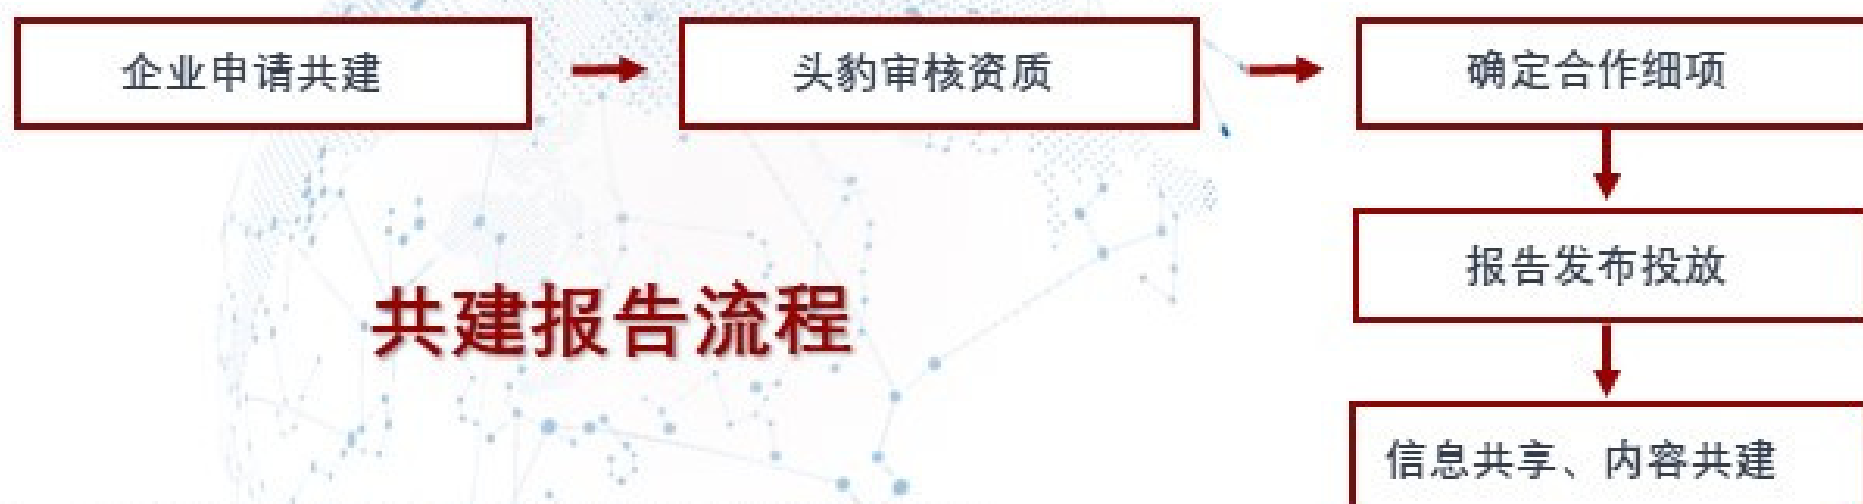 企业申请共建
头豹审核资质
确定合作细项
报告发布投放
共建报告流程
信息共享、内容共建